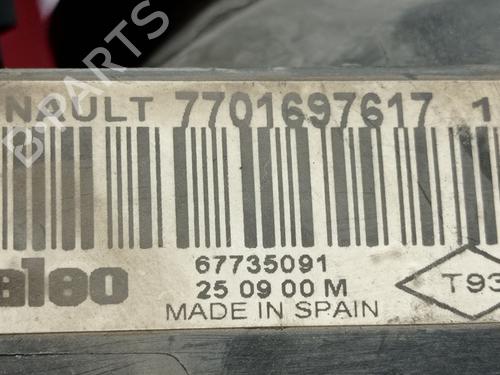 NAULT 7701697617 1
67735091
aleo
25 09 00 M
T93
MADE IN SPAIN